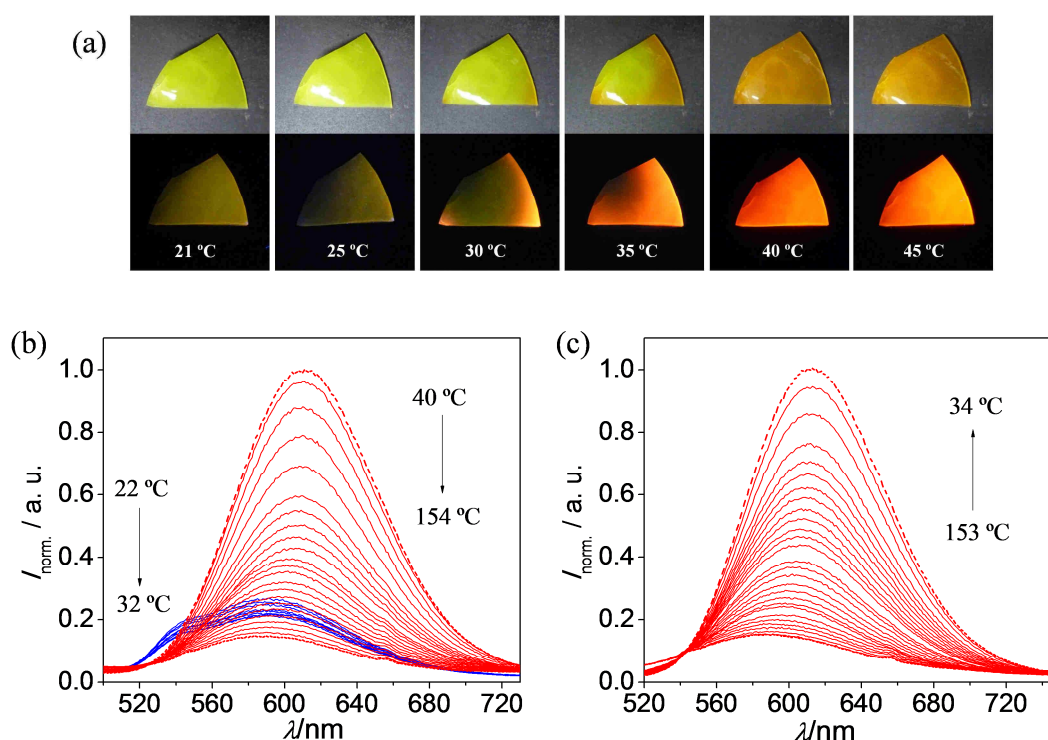 (a)
21 ºC 25 ºC 30 ºC 35 ºC 40 ºC 45 ºC
(b)
1.0
0.8
0.6
0.4
0.2
0.0
Inorm. / a. u.
40 ºC
154 ºC
22 ºC
32 ºC
520 560 600 640 680 720
λ/nm
(c)
1.0
0.8
0.6
0.4
0.2
0.0
Inorm. / a. u.
34 ºC
153 ºC
520 560 600 640 680 720
λ/nm